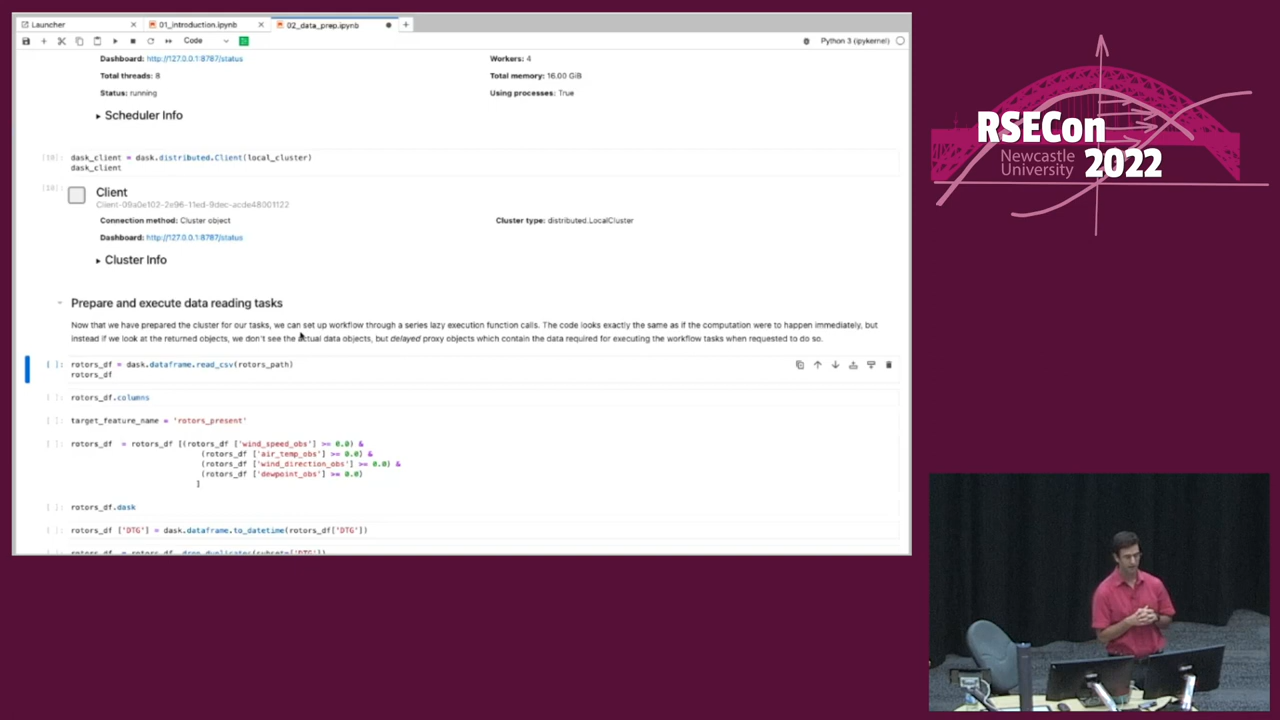 Launcher
01_introduction.ipynb
02_data_prep.ipynb
Code
Python 3 (ipykernel)
Dashboard: http://127.0.0.1:8787/status
Workers: 4
Total threads: 8
Total memory: 16.00 GiB
Status: running
Using processes: True
Scheduler Info
[10]: dask_client = dask.distributed.Client(local_cluster)
dask_client
[10]:
Client
Client-09a0e102-2e96-11ed-9dec-acde48001122
Connection method: Cluster object
Cluster type: distributed.LocalCluster
Dashboard: http://127.0.0.1:8787/status
Cluster Info
Prepare and execute data reading tasks
Now that we have prepared the cluster for our tasks, we can set up workflow through a series lazy execution function calls. The code looks exactly the same as if the computation were to happen immediately, but
instead if we look at the returned objects, we don't see the actual data objects, but delayed proxy objects which contain the data required for executing the workflow tasks when requested to do so.
[ ]: rotors_df = dask.dataframe.read_csv(rotors_path)
rotors_df
[ ]: rotors_df.columns
[ ]: target_feature_name = 'rotors_present'
[ ]: rotors_df = rotors_df [(rotors_df ['wind_speed_obs'] >= 0.0) &
(rotors_df ['air_temp_obs'] >= 0.0) &
(rotors_df ['wind_direction_obs'] >= 0.0) &
(rotors_df ['dewpoint_obs'] >= 0.0)
]
[ ]: rotors_df.dask
[ ]: rotors_df ['DTG'] = dask.dataframe.to_datetime(rotors_df['DTG'])
RSECon
Newcastle
University
2022